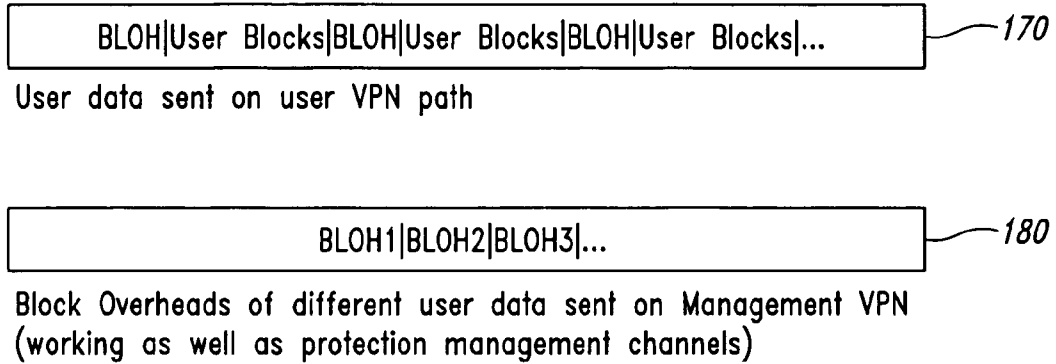 BLOH|User Blocks|BLOH|User Blocks|BLOH|User Blocks|...
170
User data sent on user VPN path
BLOH1|BLOH2|BLOH3|...
180
Block Overheads of different user data sent on Management VPN
(working as well as protection management channels)